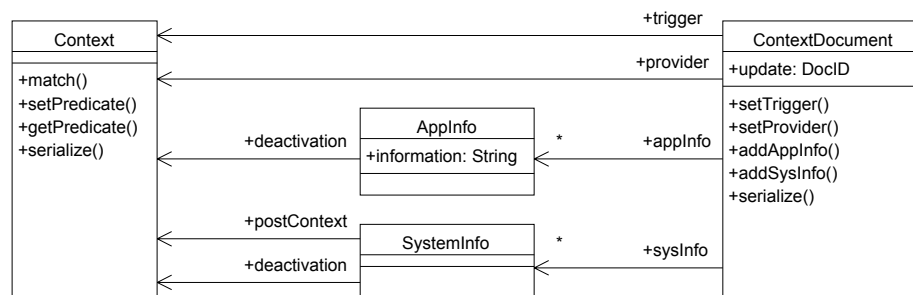 +trigger
Context
ContextDocument
+provider
+update: DocID
+match()
+setPredicate()
+getPredicate()
+serialize()
AppInfo
+information: String
+deactivation
*
+appInfo
+setTrigger()
+setProvider()
+addAppInfo()
+addSysInfo()
+serialize()
+postContext
SystemInfo
*
+sysInfo
+deactivation